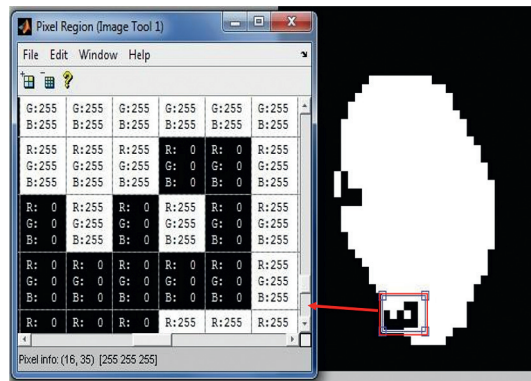 Pixel Region (Image Tool 1)
File Edit Window Help
G:255 G:255 G:255 G:255 G:255 G:255
B:255 B:255 B:255 B:255 B:255 B:255
R:255 R:255 R:255 R: 0 R: 0 R:255
G:255 G:255 G:255 G: 0 G: 0 G:255
B:255 B:255 B:255 B: 0 B: 0 B:255
R: 0 R:255 R: 0 R:255 R: 0 R:255
G: 0 G:255 G: 0 G:255 G: 0 G:255
B: 0 B:255 B: 0 B:255 B: 0 B:255
R: 0 R: 0 R: 0 R: 0 R: 0 R:255
G: 0 G: 0 G: 0 G: 0 G: 0 G:255
B: 0 B: 0 B: 0 B: 0 B: 0 B:255
R: 0 R: 0 R: 0 R:255 R:255 R:255
Pixel info: (16, 35) [255 255 255]